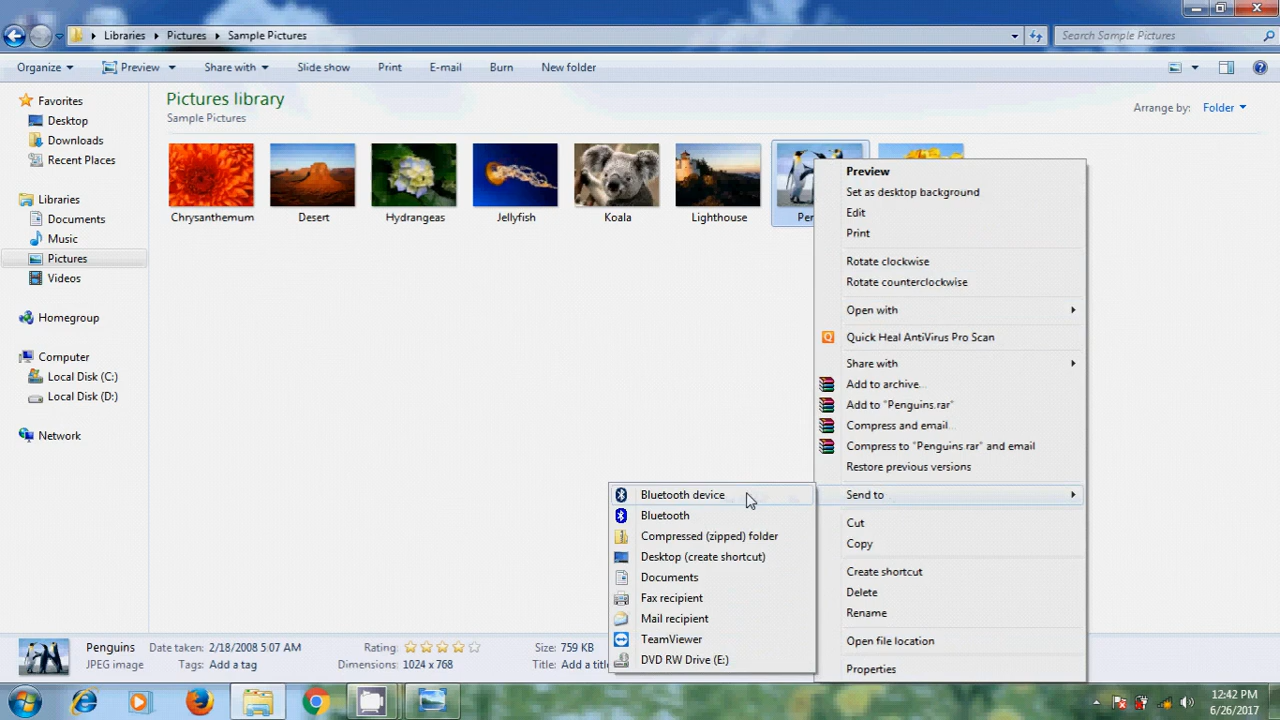 Libraries Pictures Sample Pictures
Search Sample Pictures
Organize Preview Share with Slide show Print E-mail Burn New folder
Favorites
Desktop
Downloads
Recent Places
Libraries
Documents
Music
Pictures
Videos
Homegroup
Computer
Local Disk (C:)
Local Disk (D:)
Network
Pictures library
Sample Pictures
Arrange by: Folder
Chrysanthemum Desert Hydrangeas Jellyfish Koala Lighthouse
Preview
Set as desktop background
Edit
Print
Rotate clockwise
Rotate counterclockwise
Open with
Quick Heal AntiVirus Pro Scan
Share with
Add to archive...
Add to "Penguins.rar"
Compress and email...
Compress to "Penguins rar" and email
Restore previous versions
Send to
Cut
Copy
Create shortcut
Delete
Rename
Open file location
Properties
Bluetooth device
Bluetooth
Compressed (zipped) folder
Desktop (create shortcut)
Documents
Fax recipient
Mail recipient
TeamViewer
DVD RW Drive (E:)
Penguins Date taken: 2/18/2008 5:07 AM Rating: Size: 759 KB
JPEG image Tags: Add a tag Dimensions: 1024 x 768 Title: Add a title
12:42 PM
6/26/2017